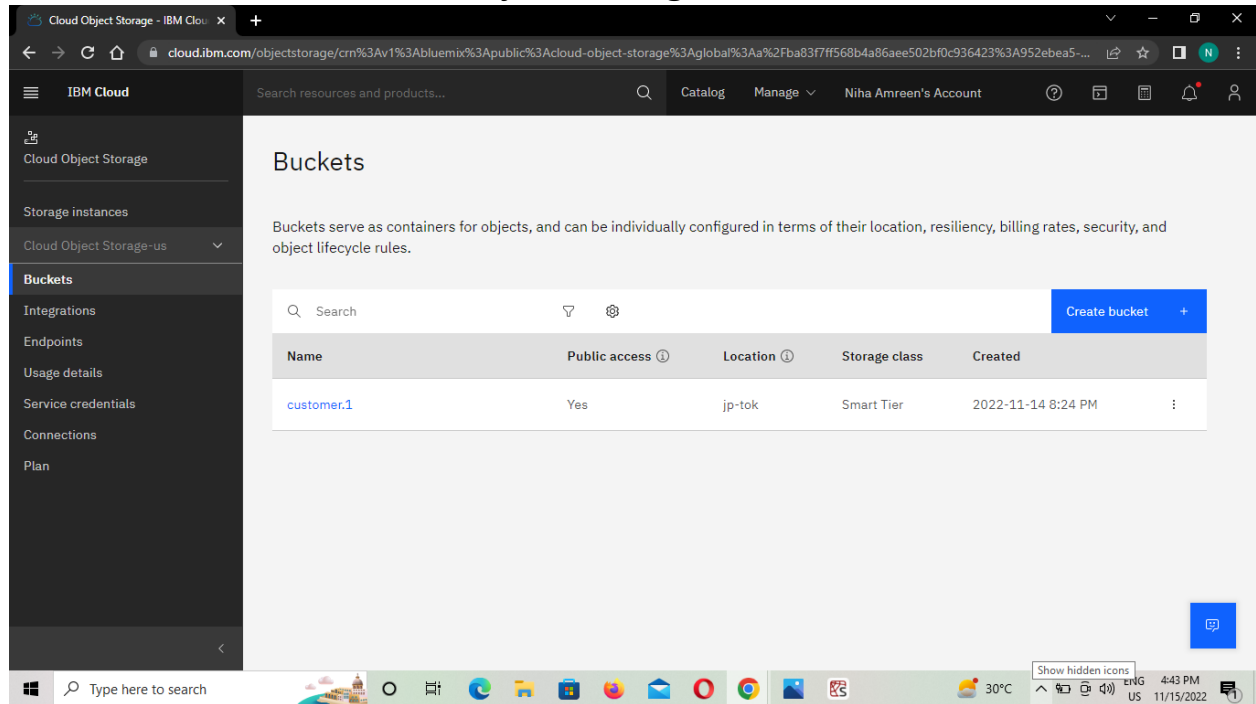 Cloud Object Storage - IBM Clou
cloud.ibm.com/objectstorage/crn%3Av1%3Abluemix%3Apublic%3Acloud-object-storage%3Aglobal%3Aa%2Fba83f7ff568b4a86aee502bf0c936423%3A952ebea5-...
N
IBM Cloud
Search resources and products...
Catalog
Manage
Niha Amreen's Account
Cloud Object Storage
Storage instances
Cloud Object Storage-us
Buckets
Integrations
Endpoints
Usage details
Service credentials
Connections
Plan
Buckets
Buckets serve as containers for objects, and can be individually configured in terms of their location, resiliency, billing rates, security, and
object lifecycle rules.
Search
Create bucket +
Name Public access Location Storage class Created
customer.1 Yes jp-tok Smart Tier 2022-11-14 8:24 PM
Show hidden icons
Type here to search
30°C
ENG
US
4:43 PM
11/15/2022
1